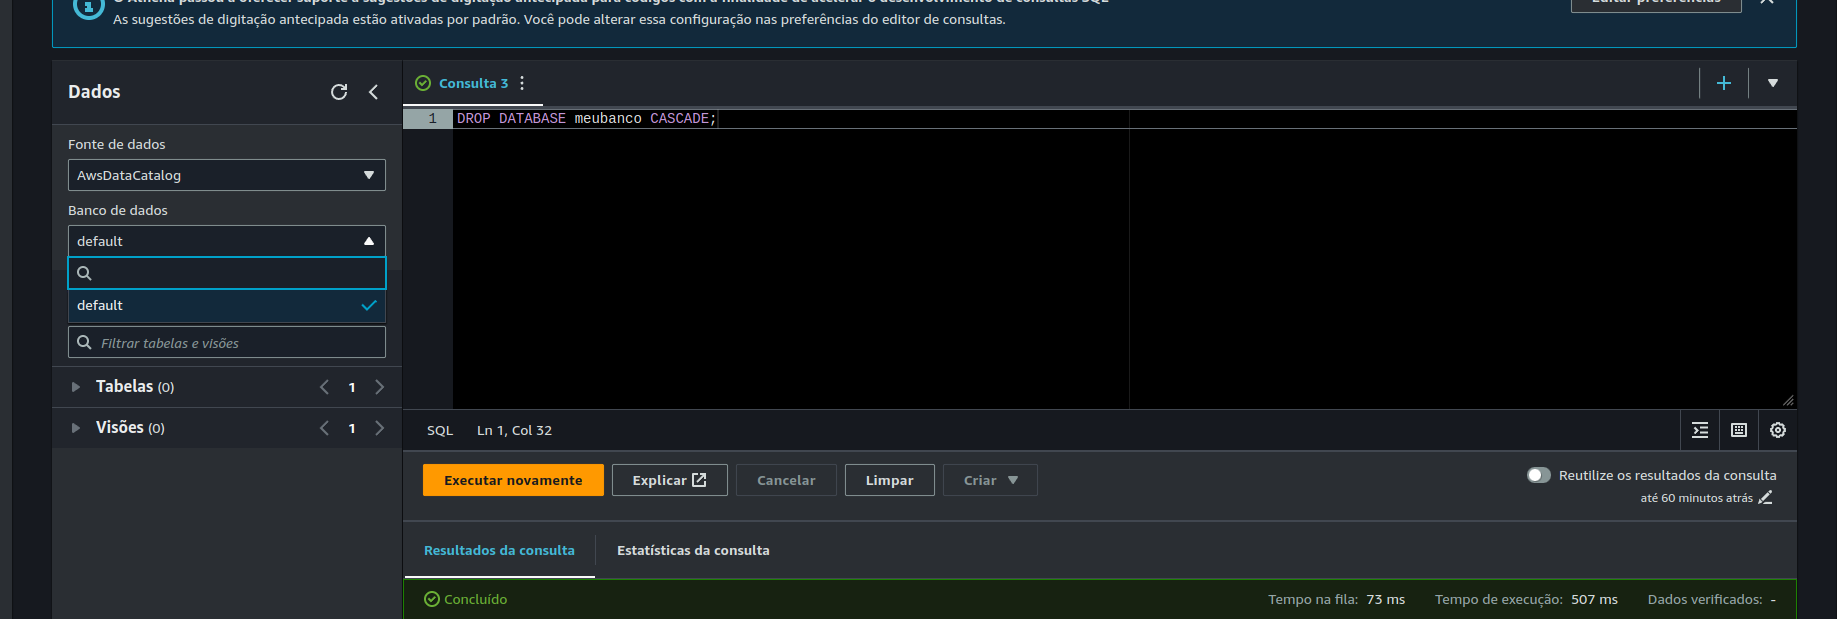 As sugestões de digitação antecipada estão ativadas por padrão. Você pode alterar essa configuração nas preferências do editor de consultas.
Editar preferências
Dados
Fonte de dados
AwsDataCatalog
Banco de dados
default
default
Filtrar tabelas e visões
Tabelas (0)
1
Visões (0)
1
Consulta 3
1 DROP DATABASE meubanco CASCADE;
SQL Ln 1, Col 32
Executar novamente Explicar Cancelar Limpar Criar
Reutilize os resultados da consulta
até 60 minutos atrás
Resultados da consulta Estatísticas da consulta
Concluído Tempo na fila: 73 ms Tempo de execução: 507 ms Dados verificados: -